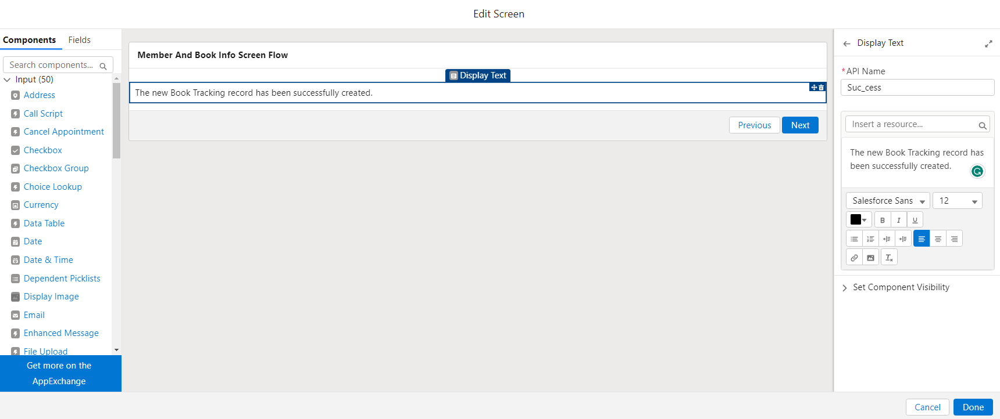 Edit Screen
Components
Fields
Search components...
Input (50)
Address
Call Script
Cancel Appointment
Checkbox
Checkbox Group
Choice Lookup
Currency
Data Table
Date
Date & Time
Dependent Picklists
Display Image
Email
Enhanced Message
File Upload
Get more on the
AppExchange
Member And Book Info Screen Flow
Display Text
The new Book Tracking record has been successfully created.
Previous
Next
Display Text
*API Name
Suc_cess
Insert a resource...
The new Book Tracking record has
been successfully created.
Salesforce Sans
12
B
I
U
Set Component Visibility
Cancel
Done